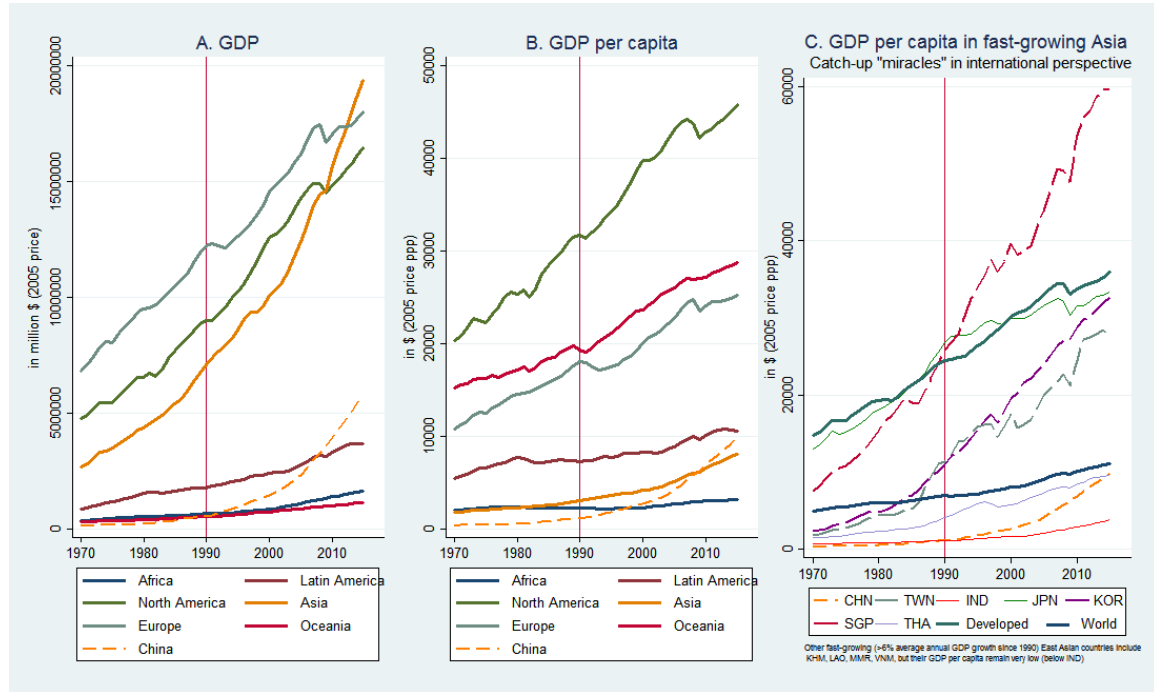 A. GDP
in million $ (2005 price)
20000000
15000000
10000000
5000000
0
1970 1980 1990 2000 2010
Africa Latin America
North America Asia
Europe Oceania
China
B. GDP per capita
in $ (2005 price ppp)
50000
40000
30000
20000
10000
0
1970 1980 1990 2000 2010
Africa Latin America
North America Asia
Europe Oceania
China
C. GDP per capita in fast-growing Asia
Catch-up "miracles" in international perspective
in $ (2005 price ppp)
60000
40000
20000
0
1970 1980 1990 2000 2010
CHN TWN IND JPN KOR
SGP THA Developed World
Other fast-growing (>6% average annual GDP growth since 1990) East Asian countries include
KHM, LAO, MMR, VNM, but their GDP per capita remain very low (below IND)